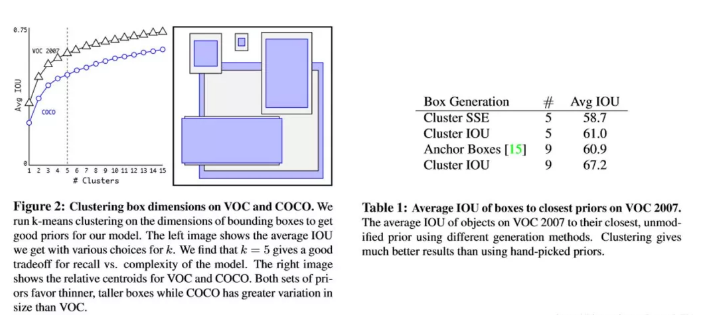 0.75
VOC 2007
COCO
Avg IOU
0
1 2 3 4 5 6 7 8 9 10 11 12 13 14 15
# Clusters
Figure 2: Clustering box dimensions on VOC and COCO. We
run k-means clustering on the dimensions of bounding boxes to get
good priors for our model. The left image shows the average IOU
we get with various choices for k. We find that k = 5 gives a good
tradeoff for recall vs. complexity of the model. The right image
shows the relative centroids for VOC and COCO. Both sets of pri-
ors favor thinner, taller boxes while COCO has greater variation in
size than VOC.
Box Generation # Avg IOU
Cluster SSE 5 58.7
Cluster IOU 5 61.0
Anchor Boxes [15] 9 60.9
Cluster IOU 9 67.2
Table 1: Average IOU of boxes to closest priors on VOC 2007.
The average IOU of objects on VOC 2007 to their closest, unmod-
ified prior using different generation methods. Clustering gives
much better results than using hand-picked priors.